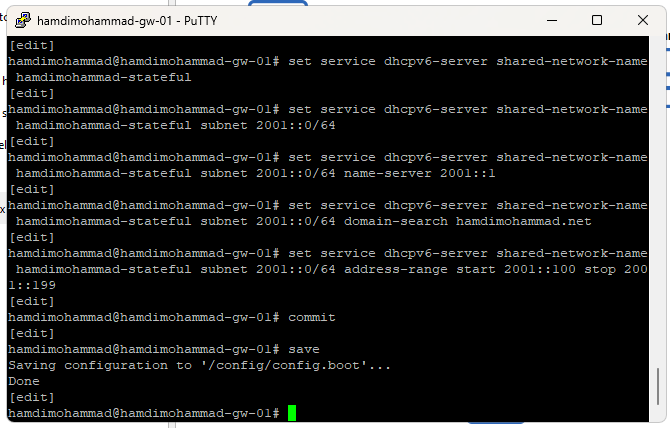 hamdimohammad-gw-01 - PuTTY
[edit]
hamdimohammad@hamdimohammad-gw-01# set service dhcpv6-server shared-network-name
 hamdimohammad-stateful
[edit]
hamdimohammad@hamdimohammad-gw-01# set service dhcpv6-server shared-network-name
 hamdimohammad-stateful subnet 2001::0/64
[edit]
hamdimohammad@hamdimohammad-gw-01# set service dhcpv6-server shared-network-name
 hamdimohammad-stateful subnet 2001::0/64 name-server 2001::1
[edit]
hamdimohammad@hamdimohammad-gw-01# set service dhcpv6-server shared-network-name
 hamdimohammad-stateful subnet 2001::0/64 domain-search hamdimohammad.net
[edit]
hamdimohammad@hamdimohammad-gw-01# set service dhcpv6-server shared-network-name
 hamdimohammad-stateful subnet 2001::0/64 address-range start 2001::100 stop 200
1::199
[edit]
hamdimohammad@hamdimohammad-gw-01# commit
[edit]
hamdimohammad@hamdimohammad-gw-01# save
Saving configuration to '/config/config.boot'...
Done
[edit]
hamdimohammad@hamdimohammad-gw-01#